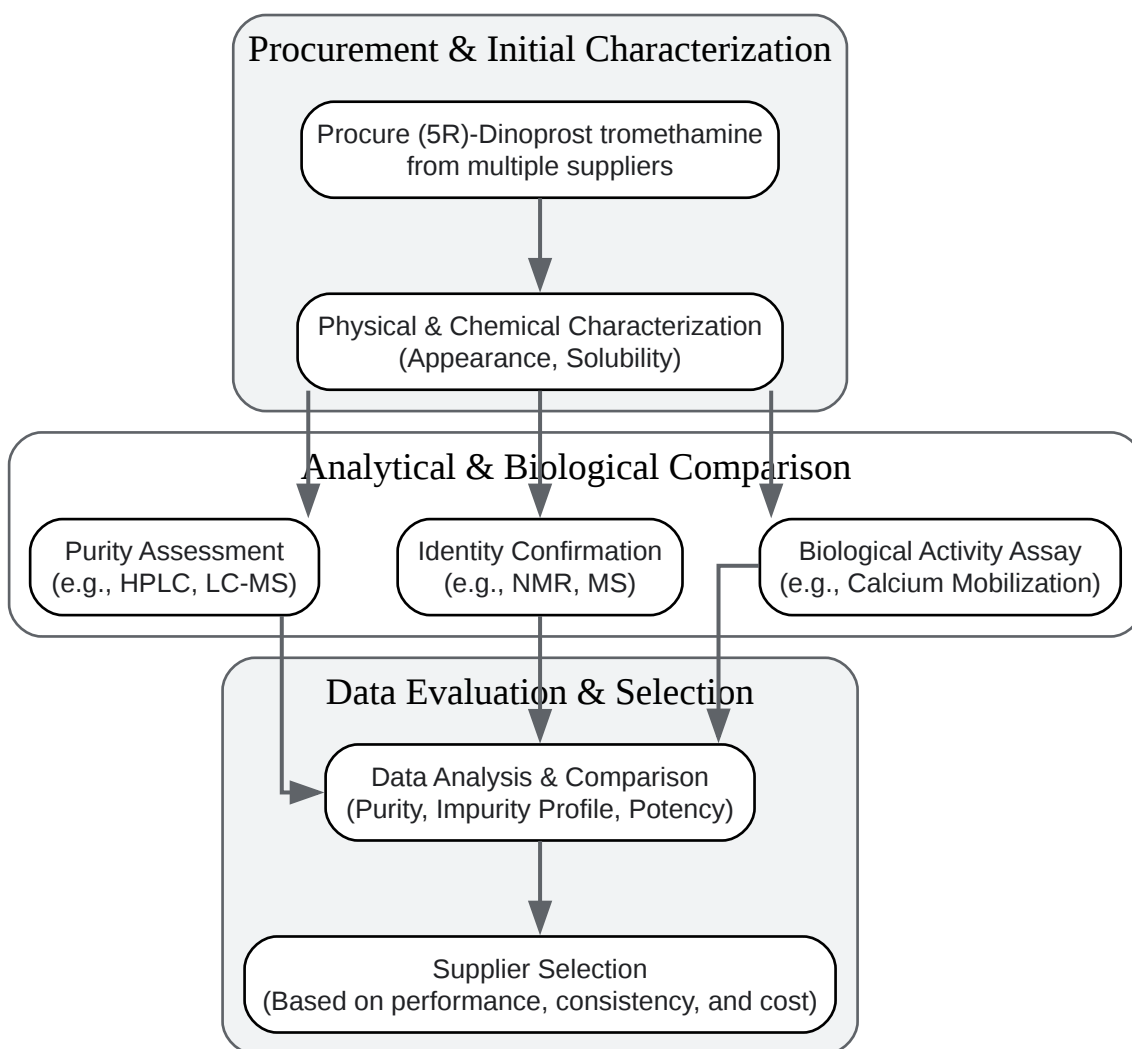 Procurement & Initial Characterization
Procure (5R)-Dinoprost tromethamine
from multiple suppliers
Physical & Chemical Characterization
(Appearance, Solubility)
Analytical & Biological Comparison
Purity Assessment
(e.g., HPLC, LC-MS)
Identity Confirmation
(e.g., NMR, MS)
Biological Activity Assay
(e.g., Calcium Mobilization)
Data Evaluation & Selection
Data Analysis & Comparison
(Purity, Impurity Profile, Potency)
Supplier Selection
(Based on performance, consistency, and cost)